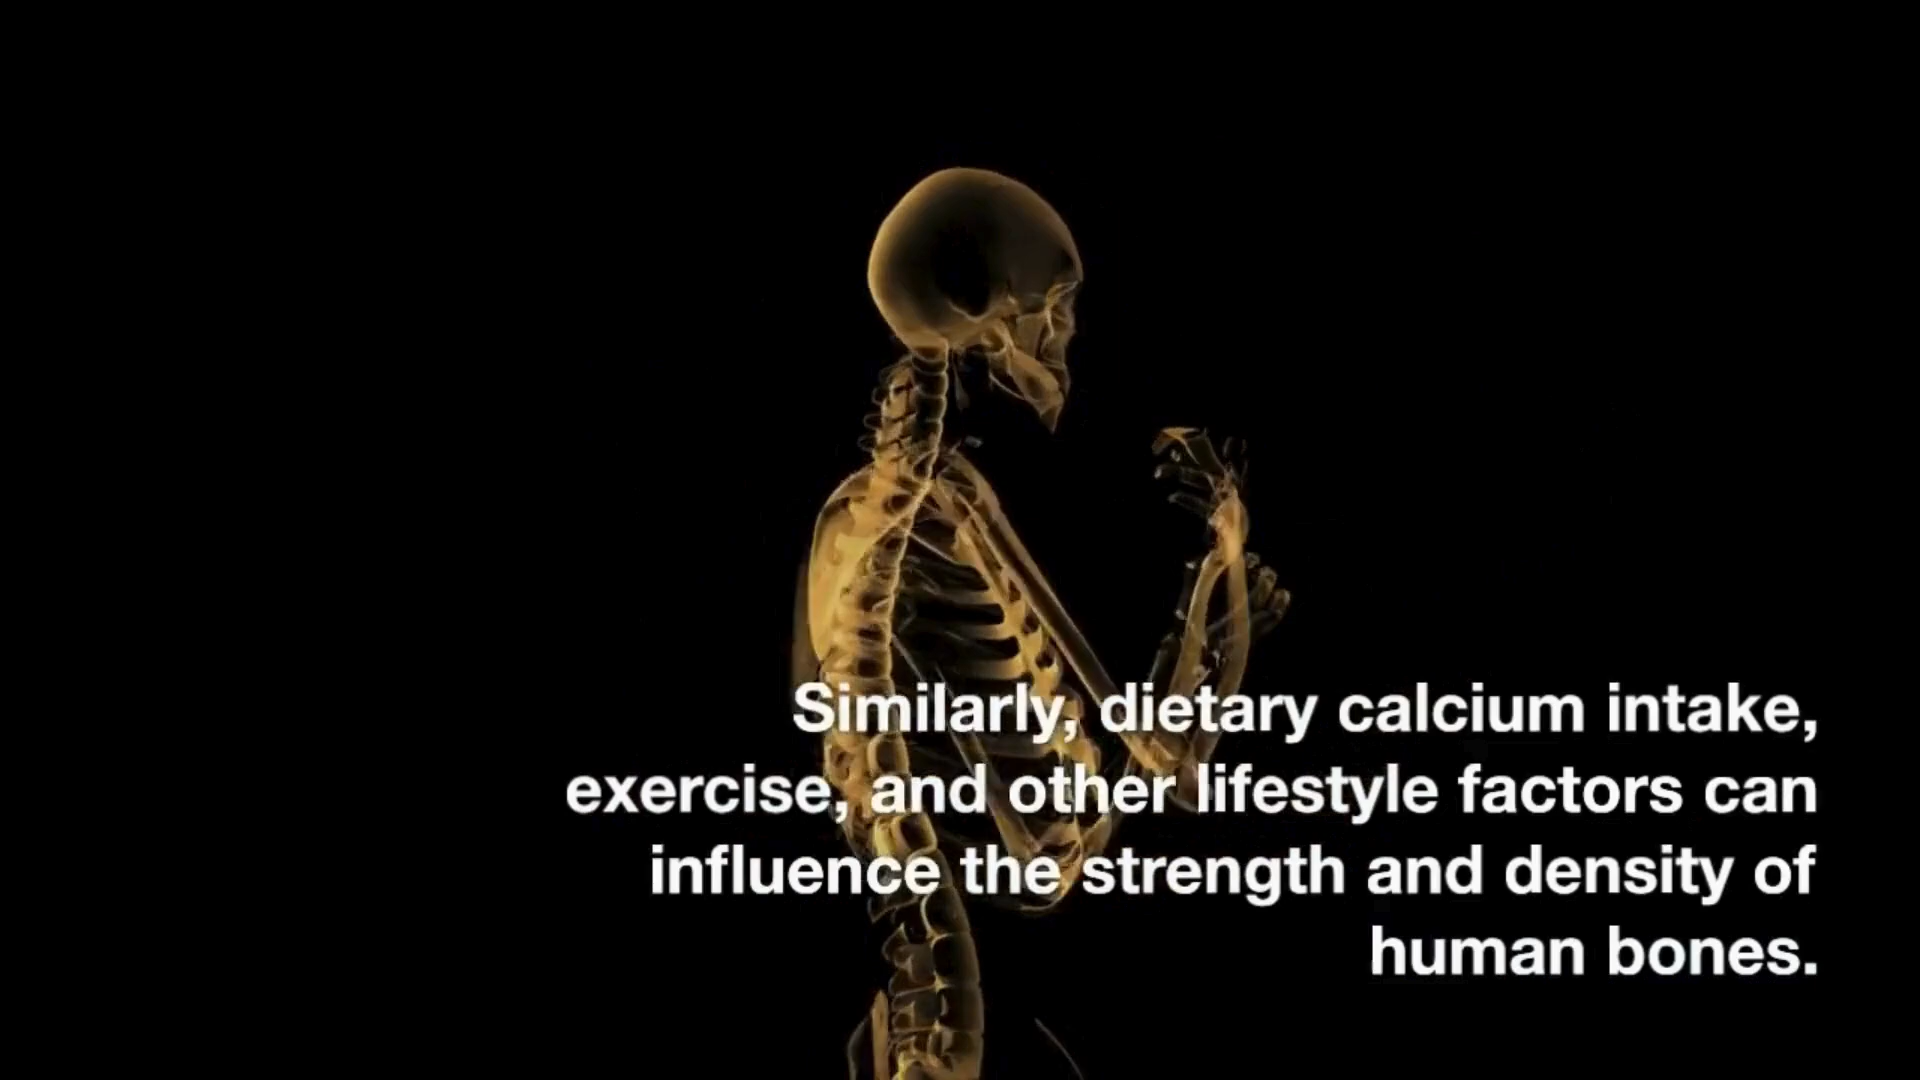 Similarly, dietary calcium intake,
exercise, and other lifestyle factors can
influence the strength and density of
human bones.